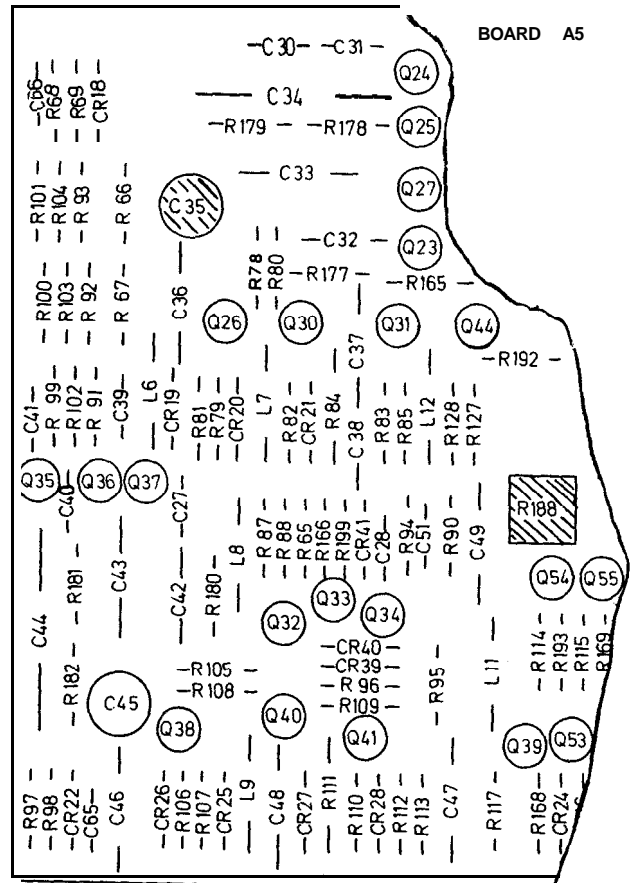 BOARD A5
C30 C31
Q24
C66 R68 R69 CR18
C34
R179 R178 Q25
C33
Q27
R101 R104 R93 R66
C35
C32 Q23
R78 R80
R177 R165
R100 R103 R92 R67 C36
Q26 Q30 Q31 Q44
C37
R192
C41 R99 R102 R91 C39 L6 CR19 R81 R79 CR20 L7 R82 CR21 R84 C38 R83 R85 L12 R128 R127
Q35 C40 Q36 Q37
C27
R188
C44 R181 C43 C42 R180 L8 R87 R88 R65 R166 R199 CR41 C28 R94 C51 R90 C49
Q54 Q55
Q33
Q32 Q34
R114 R193 R115 R169
CR40
CR39
R182 R105 R96 R95 L11
R108 R109
C45
Q38 Q40 Q41 Q39 Q53
R97 R98 CR22 C65 C46 CR26 R106 R107 CR25 L9 C48 CR27 R111 R110 CR28 R112 R113 C47 R117 R168 CR24